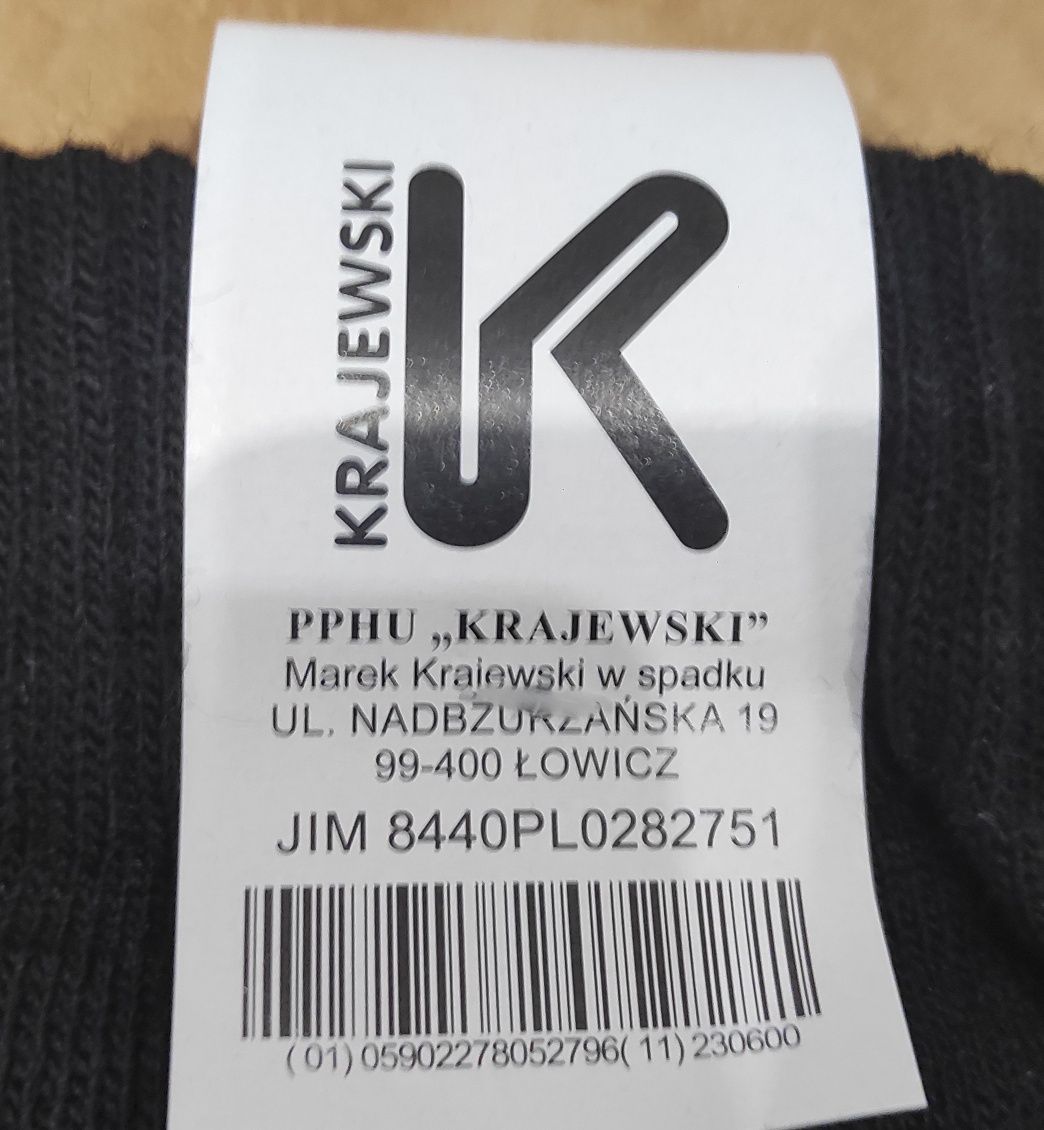 KRAJEWSKI
PPHU „KRAJEWSKI”
Marek Krajewski w spadku
UL. NADBZURZAŃSKA 19
99-400 ŁOWICZ
JIM 8440PL0282751
(01)05902278052796(11)230600